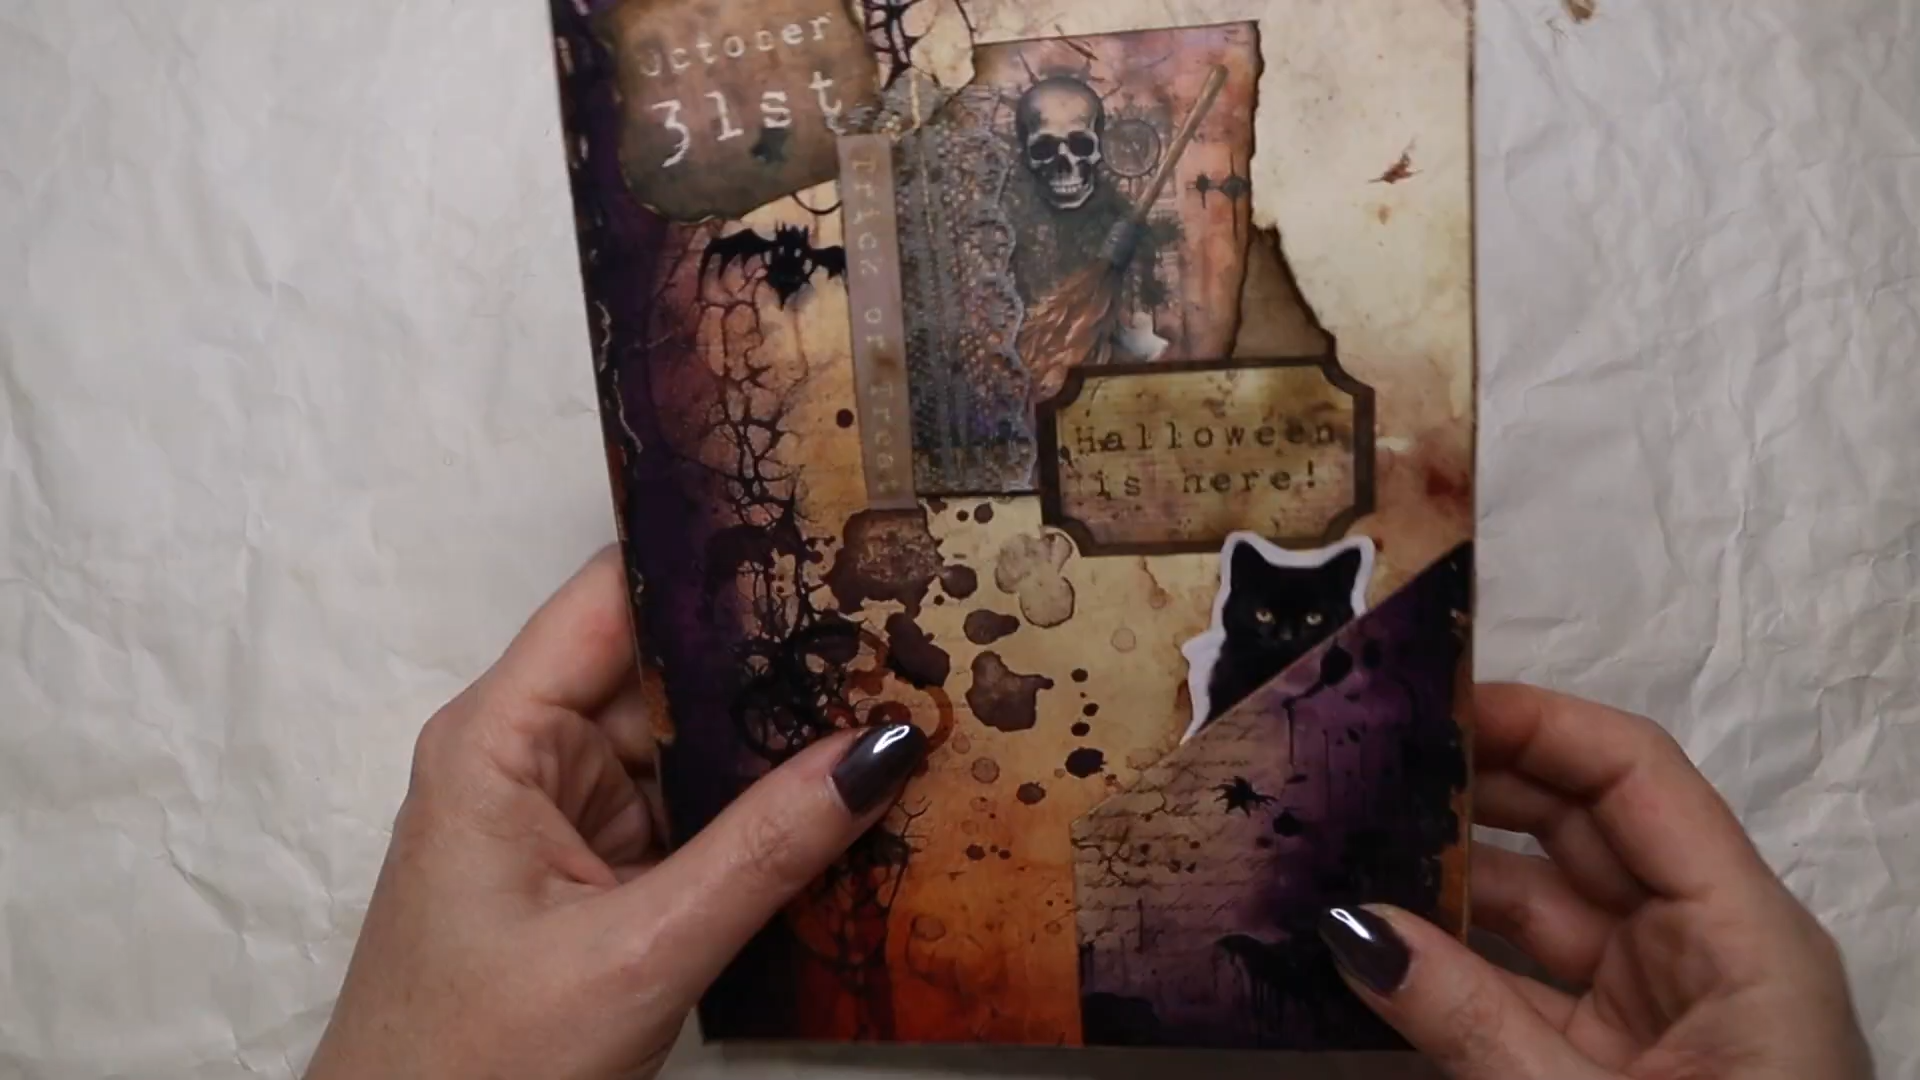 October
31st
Trick or Treat
Halloween
is here!